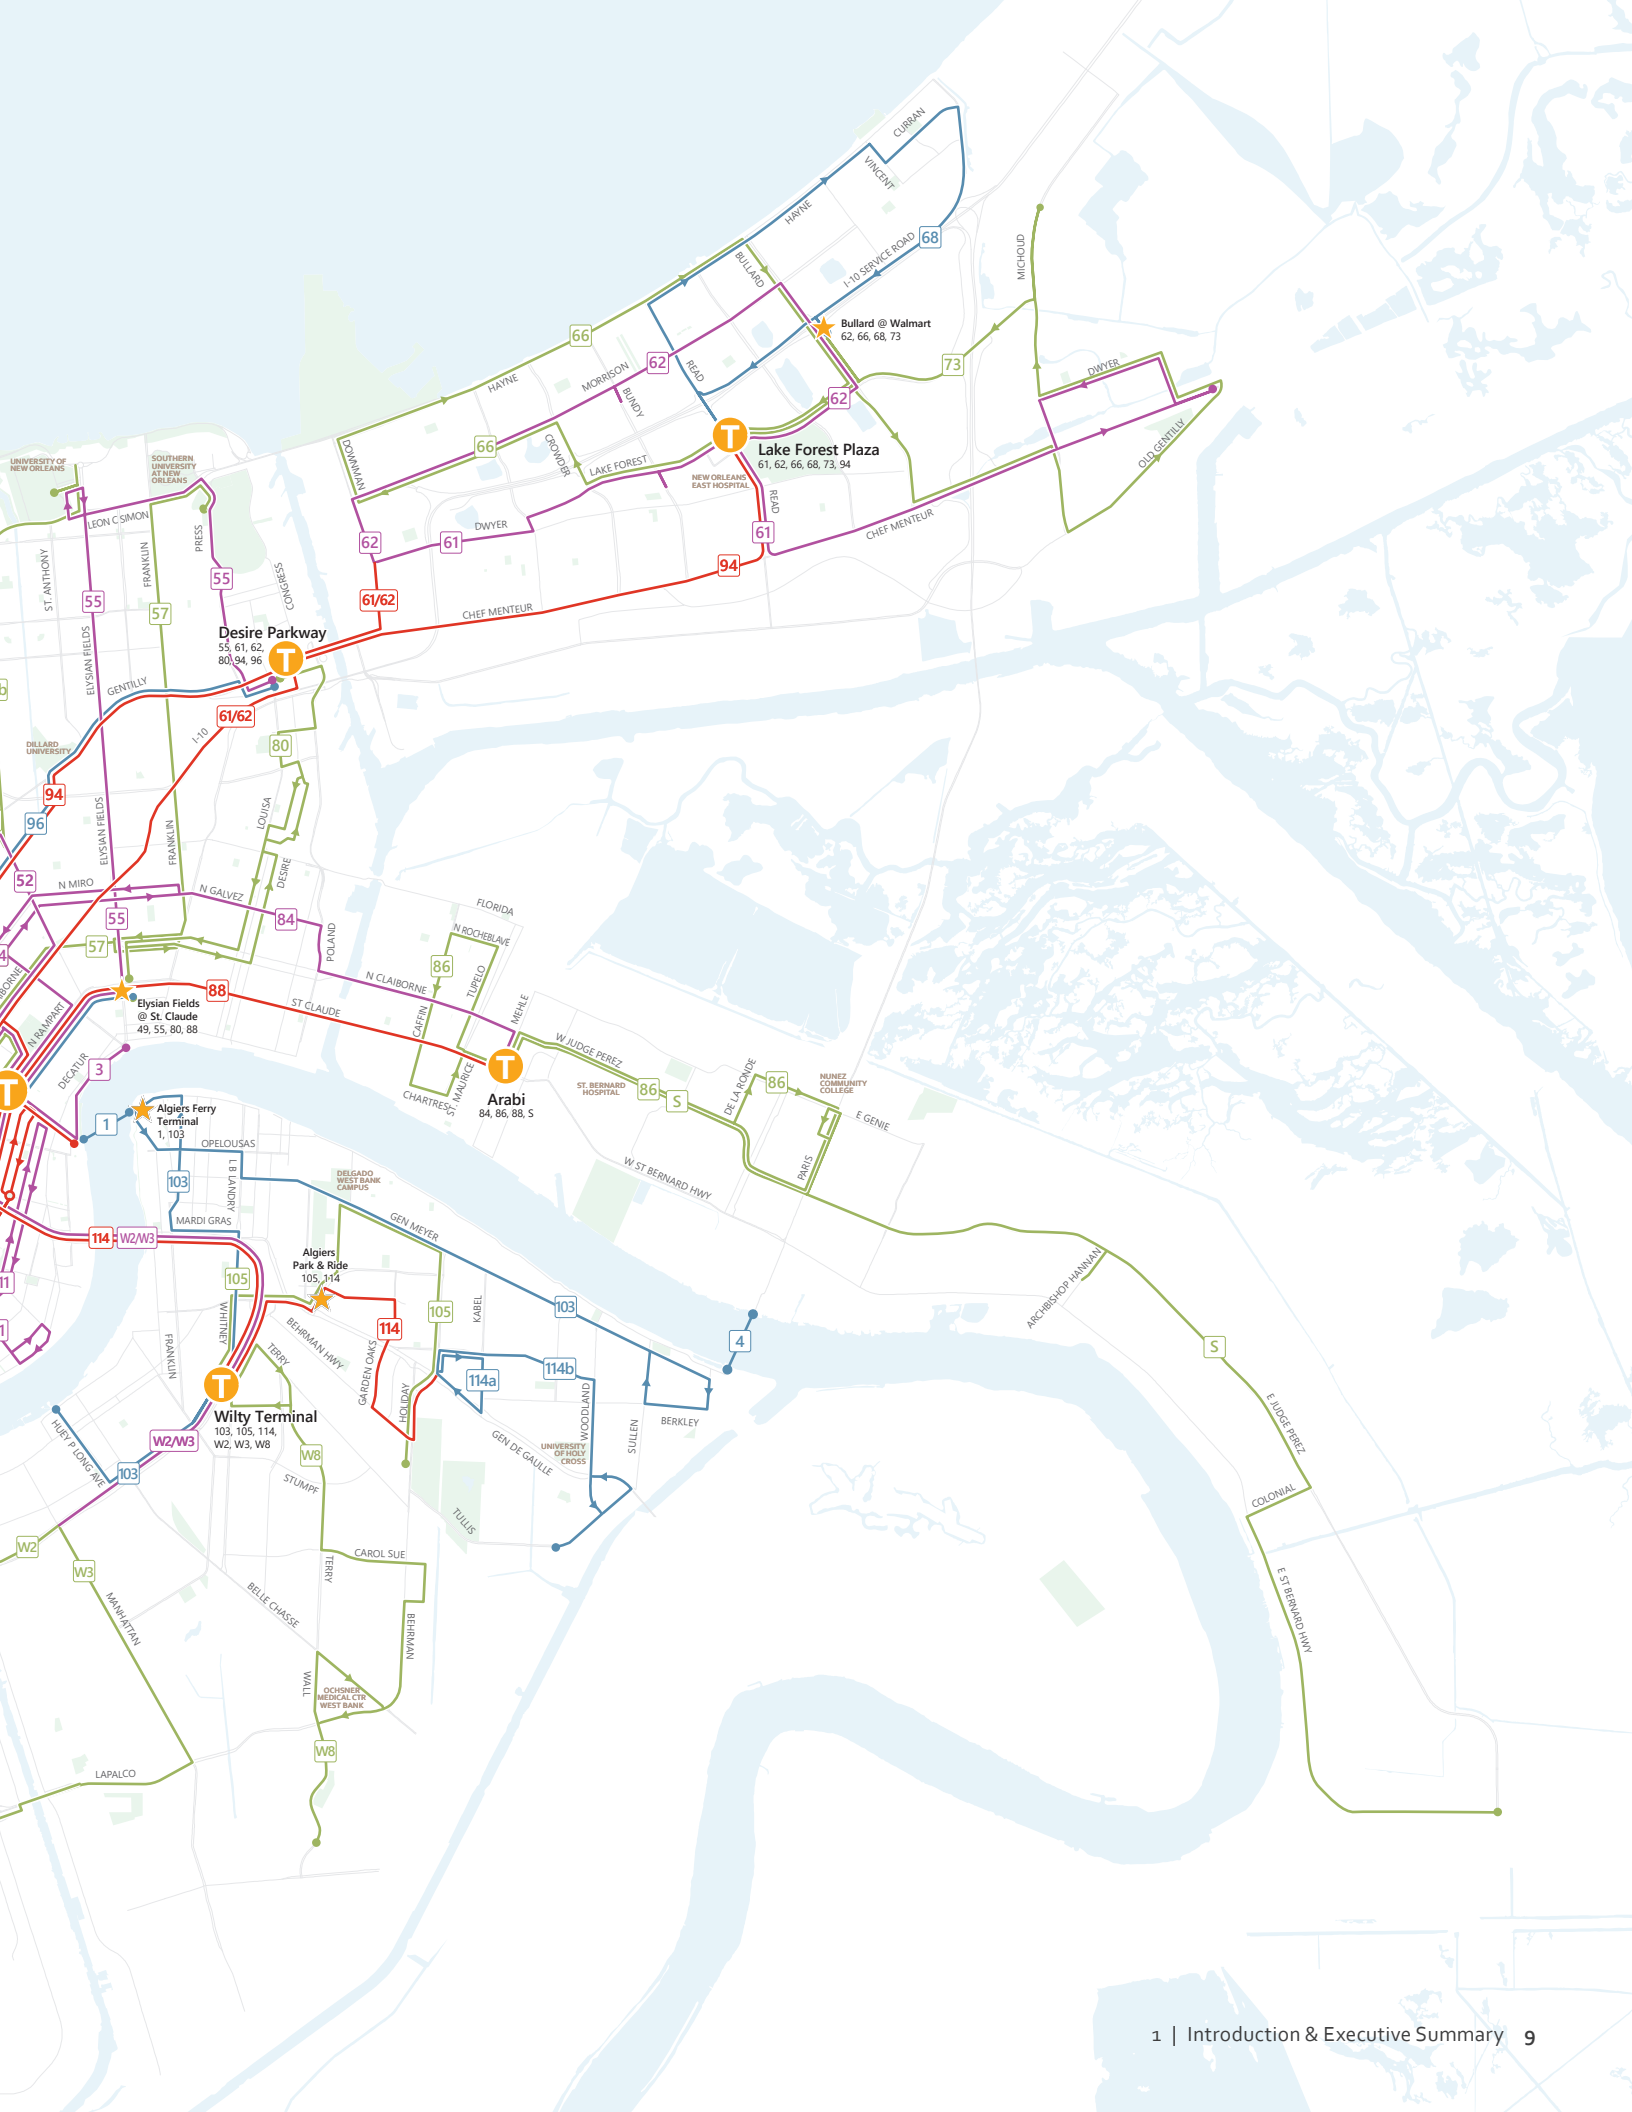 CURRAN
VINCENT
HAYNE
68
I-10 SERVICE ROAD
MICHOUD
BULLARD
Bullard @ Walmart
62, 66, 68, 73
66
62
READ
MORRISON
HAYNE
BUNDY
73
DWYER
62
OLD GENTILLY
DOWNMAN
66
CROWDER
LAKE FOREST
Lake Forest Plaza
61, 62, 66, 68, 73, 94
NEW ORLEANS
EAST HOSPITAL
READ
CHEF MENTEUR
UNIVERSITY OF
NEW ORLEANS
SOUTHERN
UNIVERSITY
AT NEW
ORLEANS
LEON C SIMON
PRESS
FRANKLIN
ST. ANTHONY
62
61
DWYER
61
94
CONGRESS
55
55
57
61/62
CHEF MENTEUR
Desire Parkway
55, 61, 62,
80, 94, 96
ELYSIAN FIELDS
GENTILLY
61/62
I-10
DILLARD
UNIVERSITY
80
94
96
ELYSIAN FIELDS
FRANKLIN
LOUISA
DESIRE
52
N MIRO
N GALVEZ
55
84
57
POLAND
FLORIDA
N ROCHEBLAVE
86
TUPELO
N CLAIBORNE
CAFFIN
MEHLE
88
ST CLAUDE
Elysian Fields
@ St. Claude
49, 55, 80, 88
N RAMPART
DECATUR
3
W JUDGE PEREZ
ST. BERNARD
HOSPITAL
86
S
DE LA RONDE
86
NUNEZ
COMMUNITY
COLLEGE
E GENIE
PARIS
Arabi
84, 86, 88, S
CHARTRES
ST. MAURICE
W ST BERNARD HWY
1
Algiers Ferry
Terminal
1, 103
OPELOUSAS
103
L B LANDRY
MARDI GRAS
DELGADO
WEST BANK
CAMPUS
GEN MEYER
114
W2/W3
Algiers
Park & Ride
105, 114
105
WHITNEY
11
105
KABEL
103
4
ARCHBISHOP HANNAN
S
114
BEHRMAN HWY
TERRY
FRANKLIN
GARDEN OAKS
HOLIDAY
114a
114b
WOODLAND
SULLEN
BERKLEY
E JUDGE PEREZ
Wilty Terminal
103, 105, 114,
W2, W3, W8
HUEY P LONG AVE
W2/W3
103
W8
STUMPF
GEN DE GAULLE
UNIVERSITY
OF HOLY
CROSS
TULLIS
COLONIAL
E ST BERNARD HWY
W2
W3
MANHATTAN
CAROL SUE
TERRY
BELLE CHASSE
BEHRMAN
WALL
OCHSNER
MEDICAL CTR
WEST BANK
W8
LAPALCO
1 | Introduction & Executive Summary 9